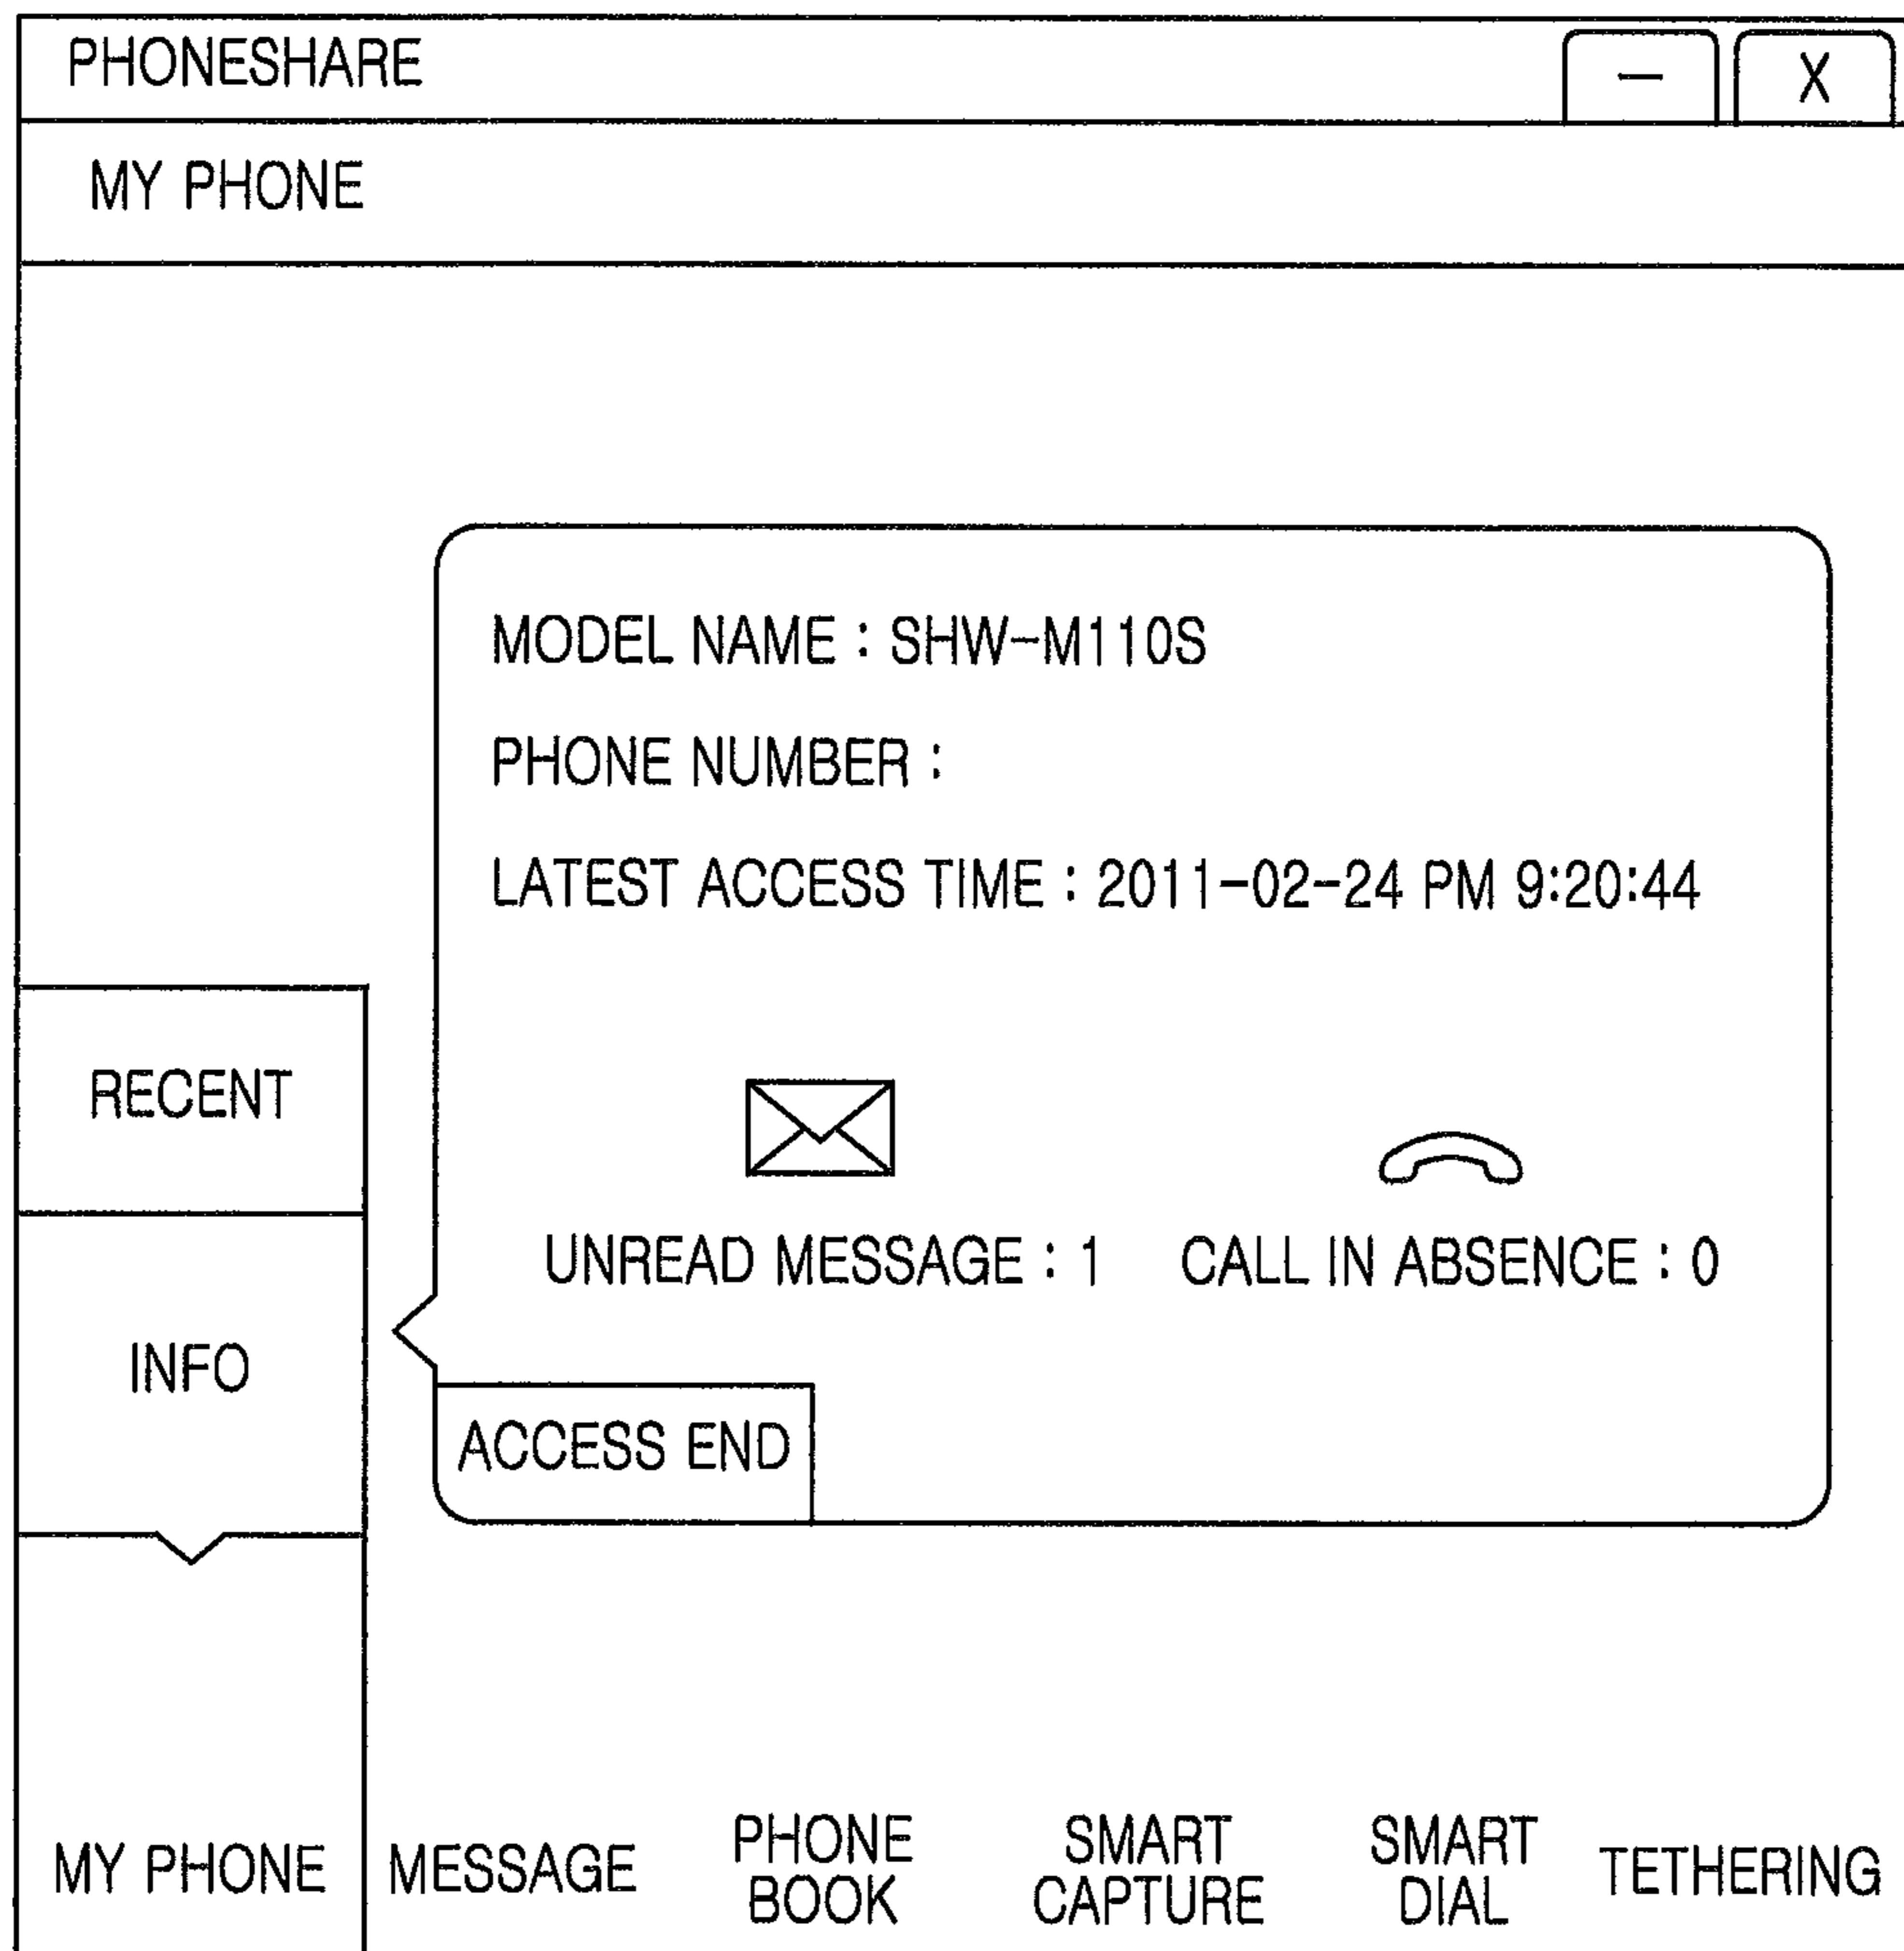 PHONESHARE
— X
MY PHONE
MODEL NAME : SHW-M110S
PHONE NUMBER :
LATEST ACCESS TIME : 2011-02-24 PM 9:20:44
RECENT
UNREAD MESSAGE : 1 CALL IN ABSENCE : 0
INFO
ACCESS END
MY PHONE
MESSAGE
PHONE
BOOK
SMART
CAPTURE
SMART
DIAL
TETHERING